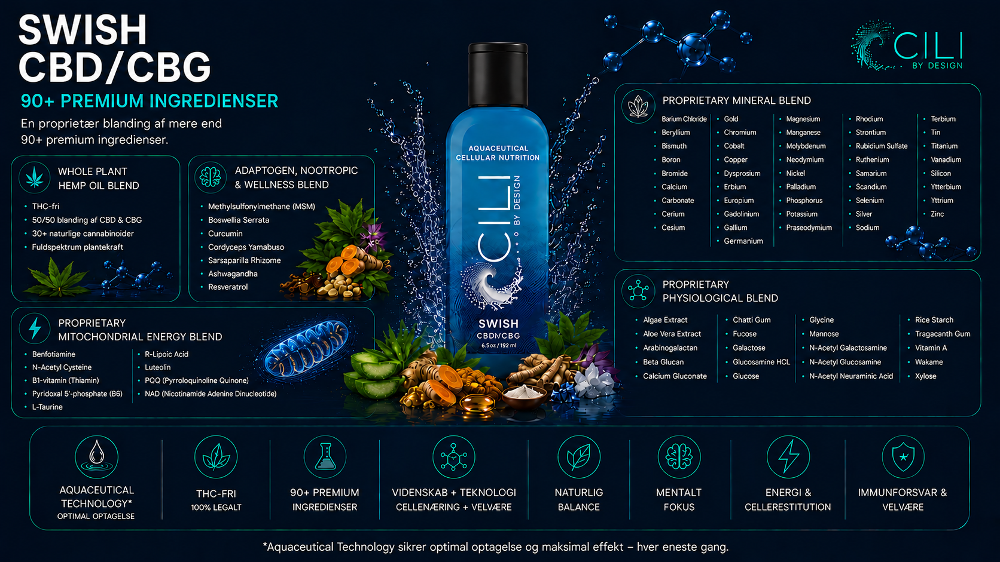 SWISH
CBD/CBG
90+ PREMIUM INGREDIENSER
En proprietær blanding af mere end
90+ premium ingredienser.
WHOLE PLANT
HEMP OIL BLEND
• THC-fri
• 50/50 blanding af CBD & CBG
• 30+ naturlige cannabinoider
• Fuldspektrum plantekraft
ADAPTOGEN, NOOTROPIC
& WELLNESS BLEND
• Methylsulfonylmethane (MSM)
• Boswellia Serrata
• Curcumin
• Cordyceps Yamabuso
• Sarsaparilla Rhizome
• Ashwagandha
• Resveratrol
PROPRIETARY
MITOCHONDRIAL ENERGY BLEND
• Benfotiamine
• N-Acetyl Cysteine
• B1-vitamin (Thiamin)
• Pyridoxal 5'-phosphate (B6)
• L-Taurine
• R-Lipoic Acid
• Luteolin
• PQQ (Pyrroloquinoline Quinone)
• NAD (Nicotinamide Adenine Dinucleotide)
AQUACEUTICAL
CELLULAR NUTRITION
CILI
BY DESIGN
SWISH
CBD\/CBG
6.5oz / 192 ml
CILI
BY DESIGN
PROPRIETARY MINERAL BLEND
Barium Chloride
• Beryllium
• Bismuth
• Boron
• Bromide
• Calcium
• Carbonate
• Cerium
• Cesium
• Gold
• Chromium
• Cobalt
• Copper
• Dysprosium
• Erbium
• Europium
• Gadolinium
• Gallium
• Germanium
• Magnesium
• Manganese
• Molybdenum
• Neodymium
• Nickel
• Palladium
• Phosphorus
• Potassium
• Praseodymium
• Rhodium
• Strontium
• Rubidium Sulfate
• Ruthenium
• Samarium
• Scandium
• Selenium
• Silver
• Sodium
• Terbium
• Tin
• Titanium
• Vanadium
• Silicon
• Ytterbium
• Yttrium
• Zinc
PROPRIETARY
PHYSIOLOGICAL BLEND
• Algae Extract
• Aloe Vera Extract
• Arabinogalactan
• Beta Glucan
• Calcium Gluconate
• Chatti Gum
• Fucose
• Galactose
• Glucosamine HCL
• Glucose
• Glycine
• Mannose
• N-Acetyl Galactosamine
• N-Acetyl Glucosamine
• N-Acetyl Neuraminic Acid
• Rice Starch
• Tragacanth Gum
• Vitamin A
• Wakame
• Xylose
AQUACEUTICAL
TECHNOLOGY*
OPTIMAL OPTAGELSE
THC-FRI
100% LEGALT
90+ PREMIUM
INGREDIENSER
VIDENSKAB + TEKNOLOGI
CELLENÆRING + VELVÆRE
NATURLIG
BALANCE
MENTALT
FOKUS
ENERGI &
CELLERESTITUTION
IMMUNFORSVAR &
VELVÆRE
*Aquaceutical Technology sikrer optimal optagelse og maksimal effekt – hver eneste gang.